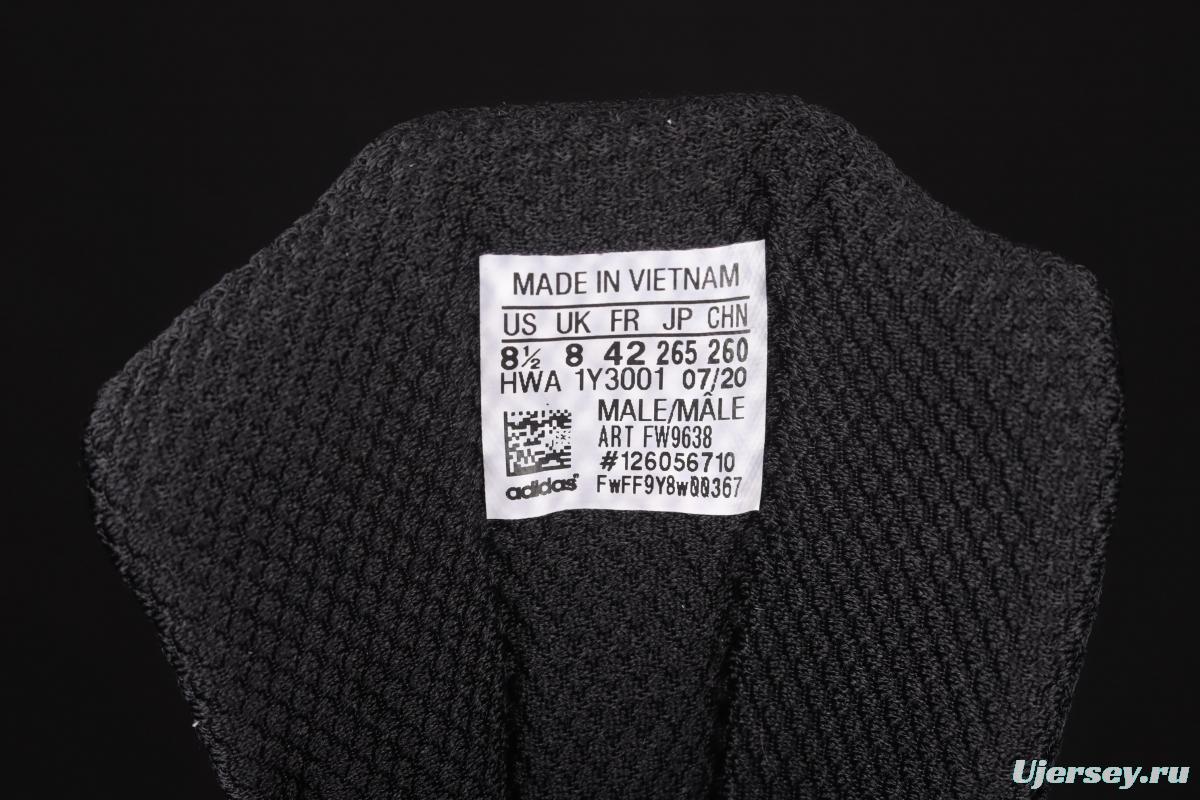 MADE IN VIETNAM
US UK FR JP CHN
8½ 8 42 265 260
HWA 1Y3001 07/20
MALE/MÂLE
ART FW9638
#126056710
adidas FwFF9Y8w00367
Ujersey.ru